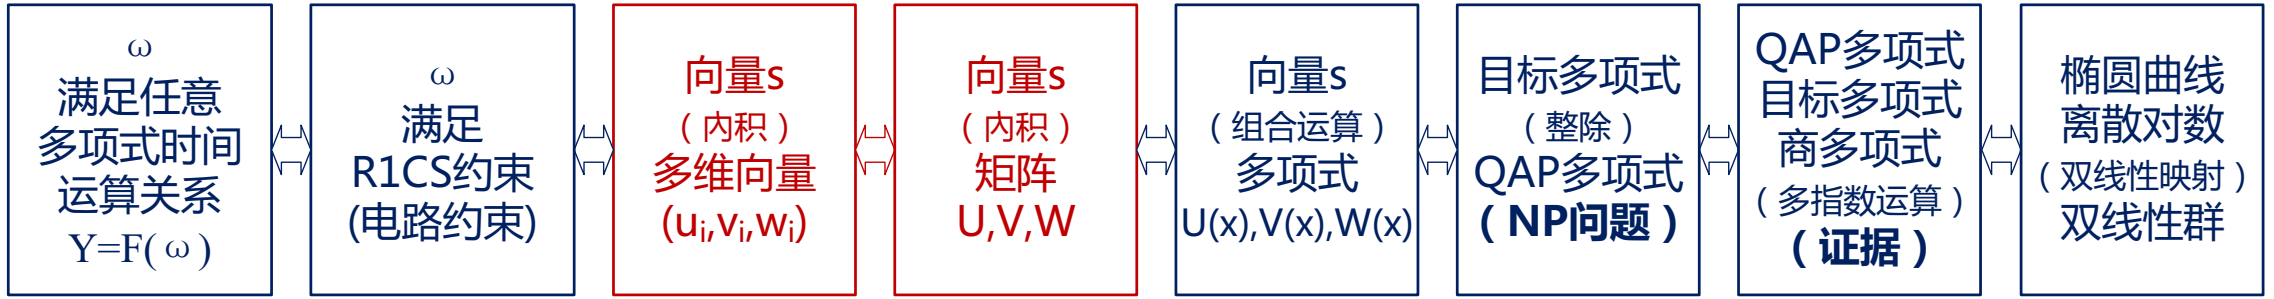 ω
满足任意
多项式时间
运算关系
Y=F(ω)
ω
满足
R1CS约束
(电路约束)
向量s
（内积）
多维向量
(uᵢ,vᵢ,wᵢ)
向量s
（内积）
矩阵
U,V,W
向量s
（组合运算）
多项式
U(x),V(x),W(x)
目标多项式
（整除）
QAP多项式
（NP问题）
QAP多项式
目标多项式
商多项式
（多指数运算）
（证据）
椭圆曲线
离散对数
（双线性映射）
双线性群